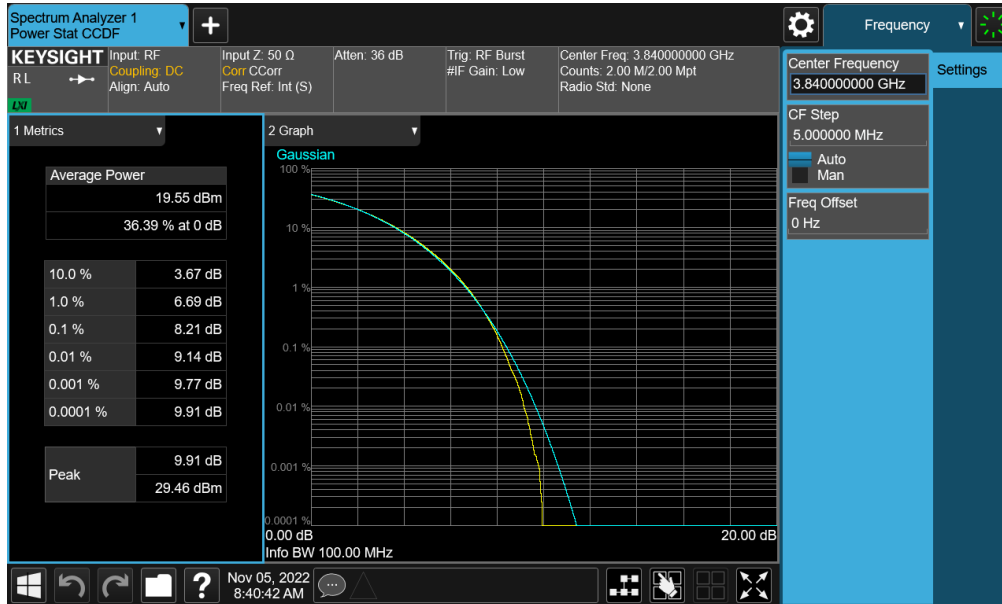 Spectrum Analyzer 1
Power Stat CCDF
Frequency
KEYSIGHT
R L
LXI
Input: RF
Coupling: DC
Align: Auto
Input Z: 50 Ω
Corr CCorr
Freq Ref: Int (S)
Atten: 36 dB
Trig: RF Burst
#IF Gain: Low
Center Freq: 3.840000000 GHz
Counts: 2.00 M/2.00 Mpt
Radio Std: None
Center Frequency
3.840000000 GHz
Settings
CF Step
5.000000 MHz
Auto
Man
Freq Offset
0 Hz
1 Metrics
Average Power
19.55 dBm
36.39 % at 0 dB
10.0 % 3.67 dB
1.0 % 6.69 dB
0.1 % 8.21 dB
0.01 % 9.14 dB
0.001 % 9.77 dB
0.0001 % 9.91 dB
Peak 9.91 dB
29.46 dBm
2 Graph
Gaussian
100 %
10 %
1 %
0.1 %
0.01 %
0.001 %
0.0001 %
0.00 dB 20.00 dB
Info BW 100.00 MHz
? Nov 05, 2022
8:40:42 AM